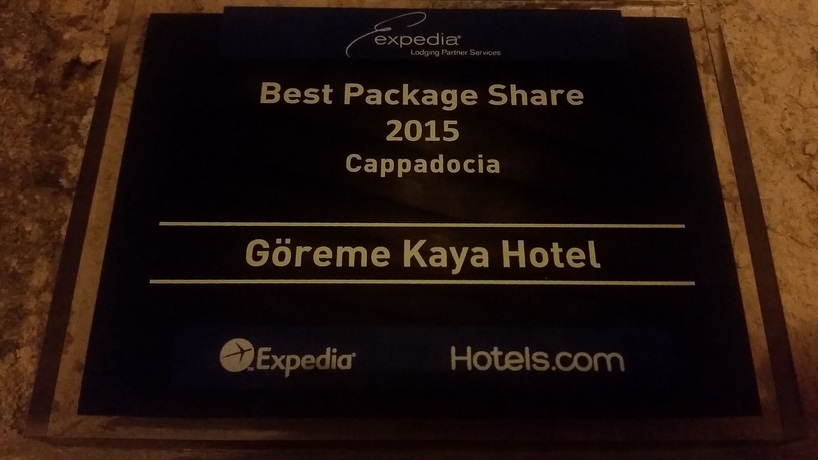 expedia®
Lodging Partner Services
Best Package Share
2015
Cappadocia
Göreme Kaya Hotel
Expedia®
Hotels.com